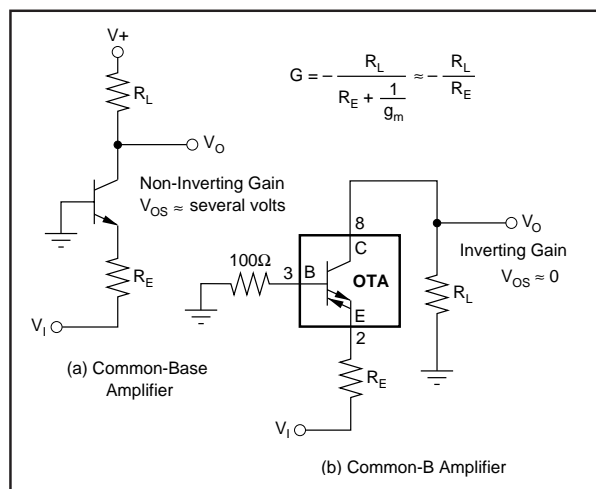 V+
R_L
V_O
Non-Inverting Gain
V_OS ≈ several volts
R_E
V_I
(a) Common-Base
Amplifier
G = – R_L / (R_E + 1/g_m) ≈ – R_L / R_E
8
C
100Ω
3
B
OTA
E
2
V_O
Inverting Gain
V_OS ≈ 0
R_L
R_E
V_I
(b) Common-B Amplifier